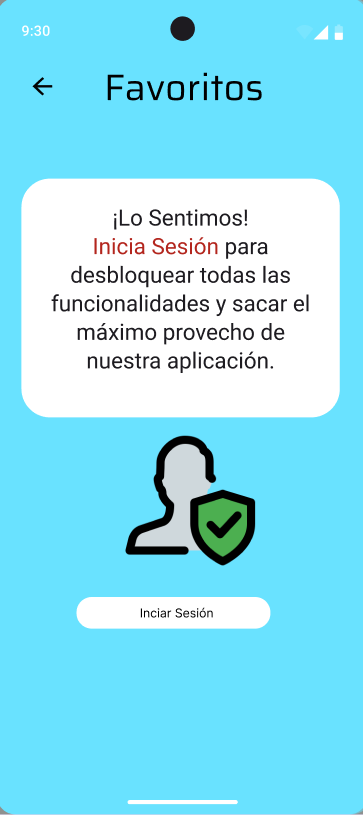 9:30
Favoritos
¡Lo Sentimos!
Inicia Sesión para
desbloquear todas las
funcionalidades y sacar el
máximo provecho de
nuestra aplicación.
Inciar Sesión